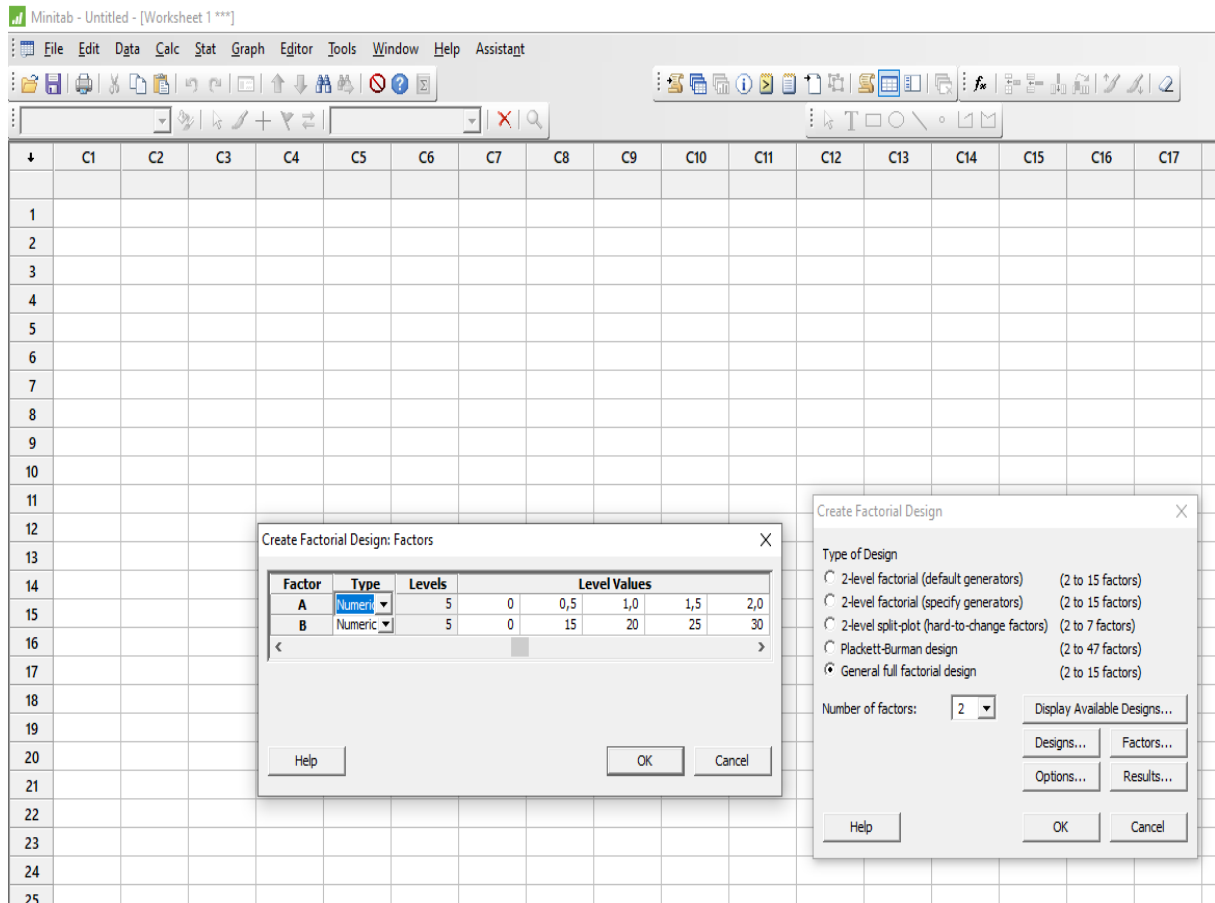 Minitab - Untitled - [Worksheet 1 ***]
File Edit Data Calc Stat Graph Editor Tools Window Help Assistant
C1 C2 C3 C4 C5 C6 C7 C8 C9 C10 C11 C12 C13 C14 C15 C16 C17
1
2
3
4
5
6
7
8
9
10
11
12
13
14
15
16
17
18
19
20
21
22
23
24
25
Create Factorial Design: Factors
Factor Type Levels Level Values
A Numeric 5 0 0,5 1,0 1,5 2,0
B Numeric 5 0 15 20 25 30
Help OK Cancel
Create Factorial Design
Type of Design
2-level factorial (default generators) (2 to 15 factors)
2-level factorial (specify generators) (2 to 15 factors)
2-level split-plot (hard-to-change factors) (2 to 7 factors)
Plackett-Burman design (2 to 47 factors)
General full factorial design (2 to 15 factors)
Number of factors: 2 Display Available Designs...
Designs... Factors...
Options... Results...
Help OK Cancel